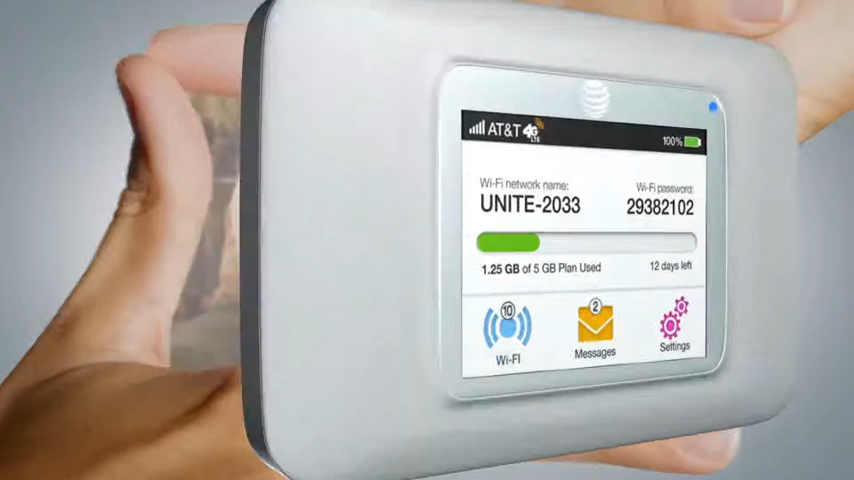 AT&T 4G LTE 100%
Wi-Fi network name: Wi-Fi password:
UNITE-2033 29382102
1.25 GB of 5 GB Plan Used 12 days left
10 2
Wi-Fi Messages Settings